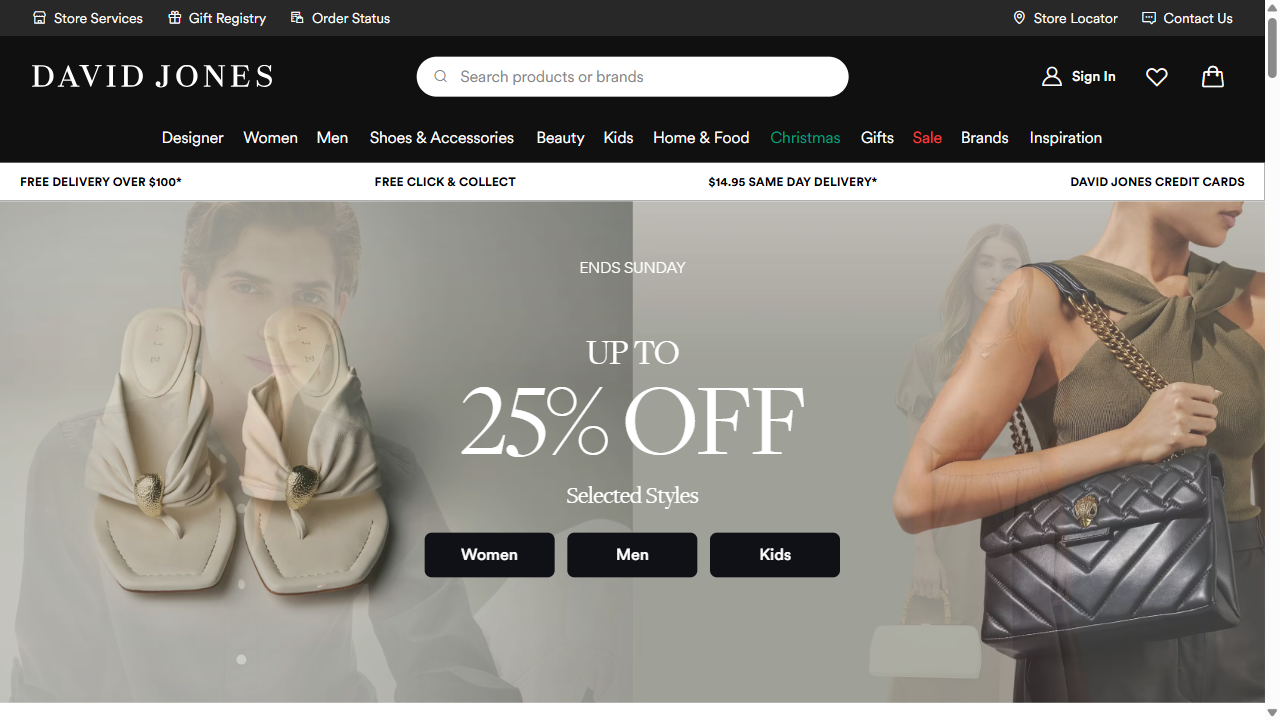 Store Services
Gift Registry
Order Status
Store Locator
Contact Us
DAVID JONES
Search products or brands
Sign In
Designer
Women
Men
Shoes & Accessories
Beauty
Kids
Home & Food
Christmas
Gifts
Sale
Brands
Inspiration
FREE DELIVERY OVER $100*
FREE CLICK & COLLECT
$14.95 SAME DAY DELIVERY*
DAVID JONES CREDIT CARDS
ENDS SUNDAY
UP TO
25% OFF
Selected Styles
Women
Men
Kids
AJE
AJE